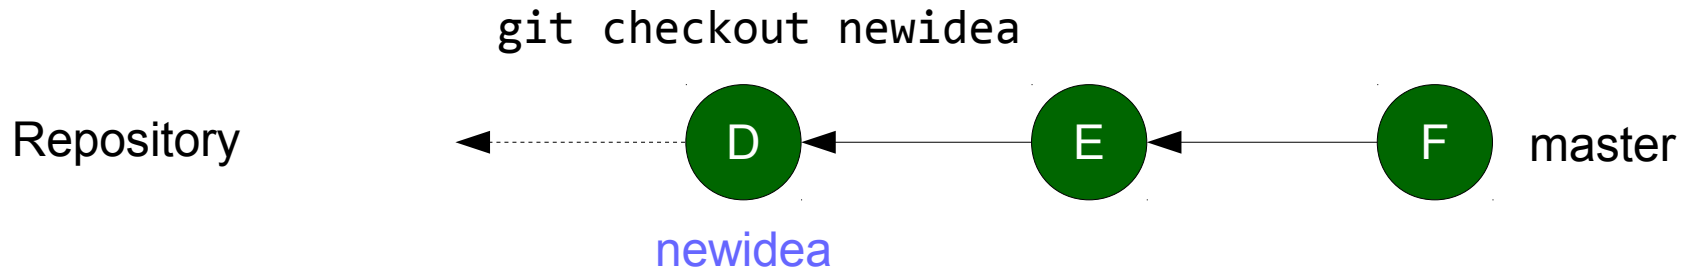 git checkout newidea
Repository
D
E
F
master
newidea